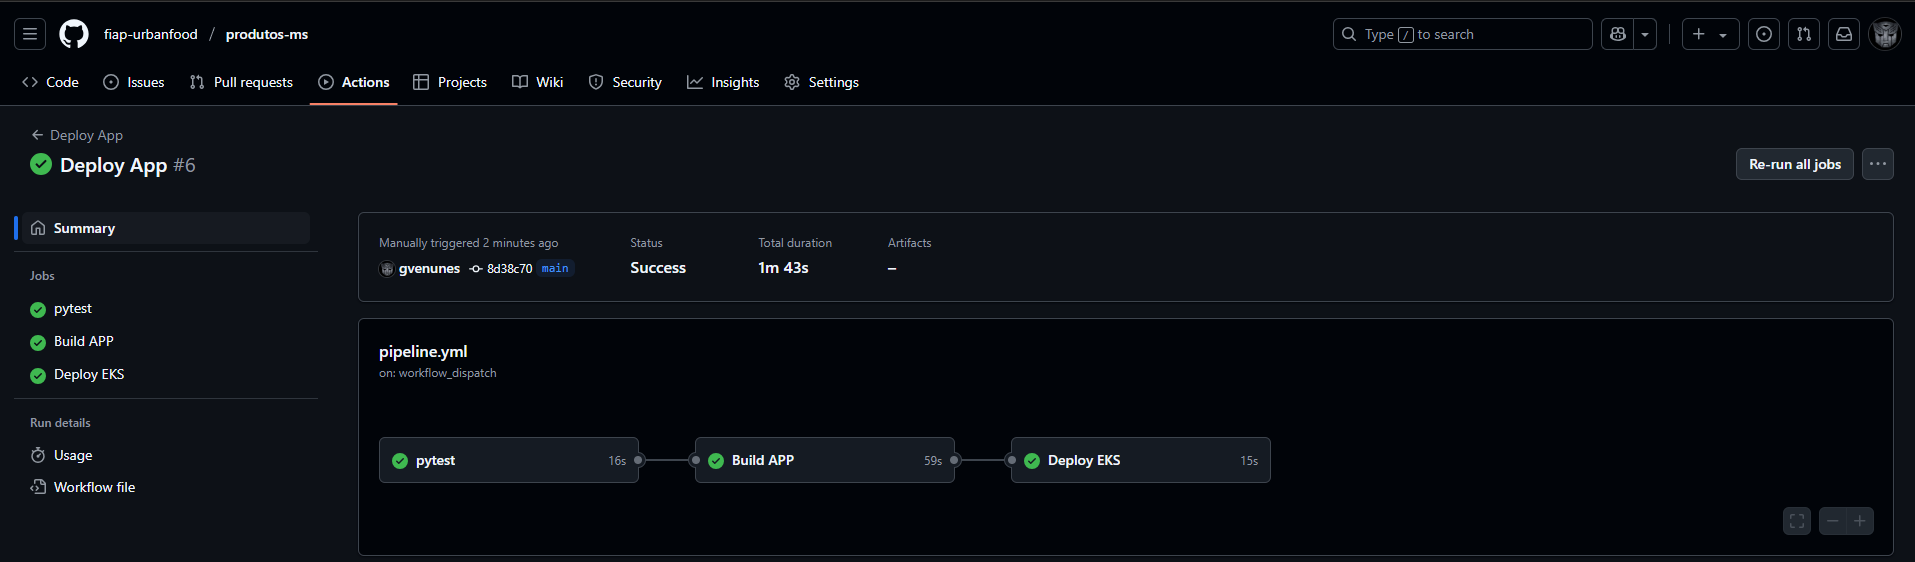 fiap-urbanfood / produtos-ms
Type / to search
Code Issues Pull requests Actions Projects Wiki Security Insights Settings
← Deploy App
Deploy App #6
Re-run all jobs
Summary
Jobs
pytest
Build APP
Deploy EKS
Run details
Usage
Workflow file
Manually triggered 2 minutes ago
gvenunes 8d38c70 main
Status
Success
Total duration
1m 43s
Artifacts
–
pipeline.yml
on: workflow_dispatch
pytest 16s
Build APP 59s
Deploy EKS 15s